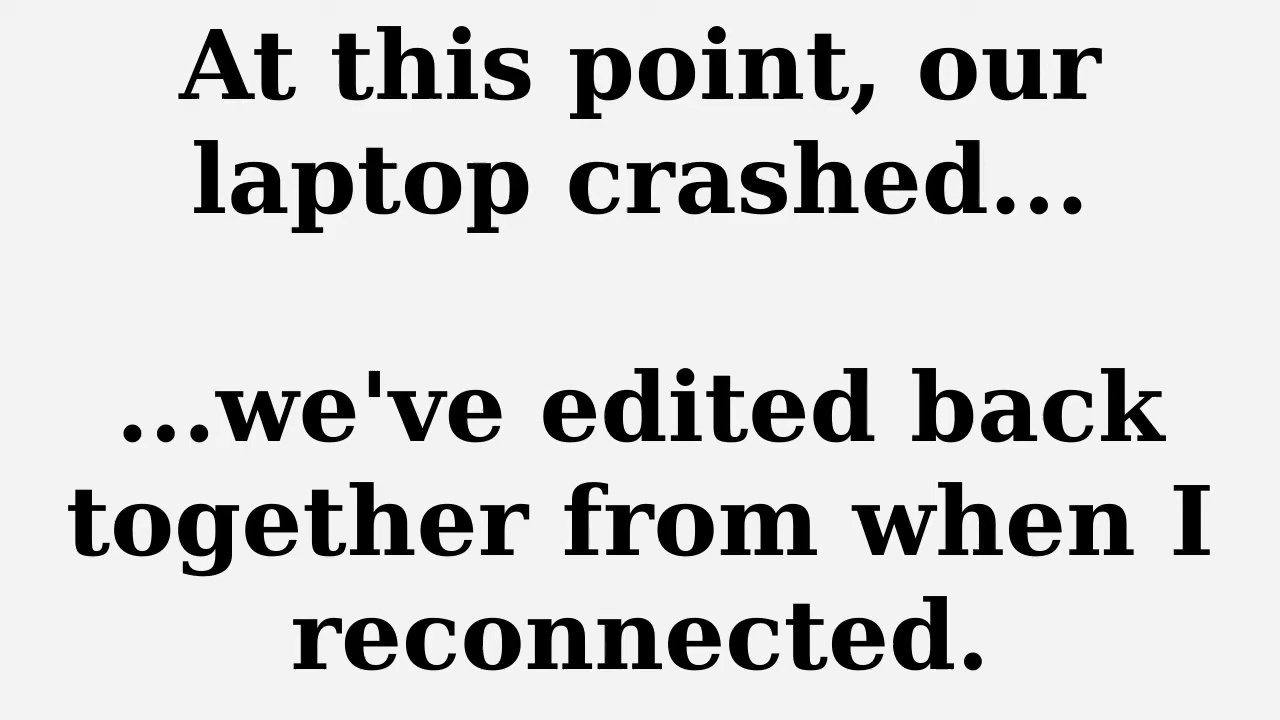 At this point, our
laptop crashed...
...we've edited back
together from when I
reconnected.